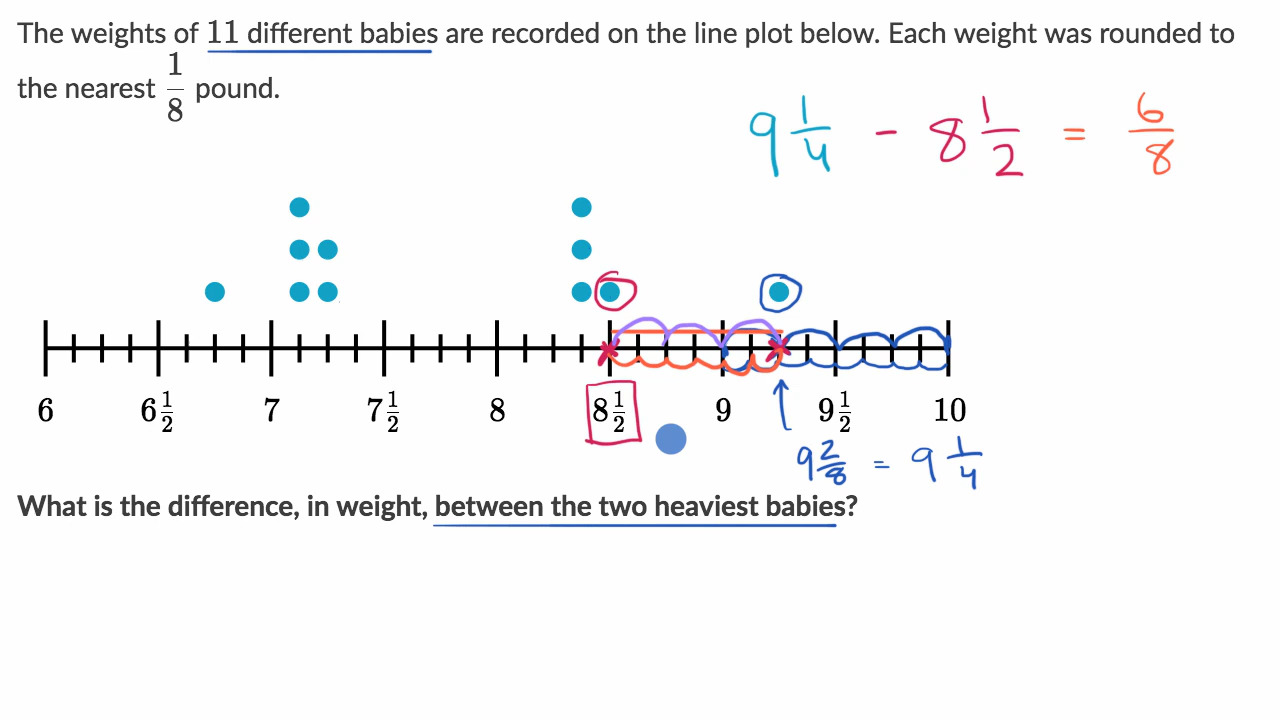 The weights of 11 different babies are recorded on the line plot below. Each weight was rounded to
the nearest 1/8 pound.
9 1/4 - 8 1/2 = 6/8
6 6 1/2 7 7 1/2 8 8 1/2 9 9 1/2 10
9 2/8 = 9 1/4
What is the difference, in weight, between the two heaviest babies?